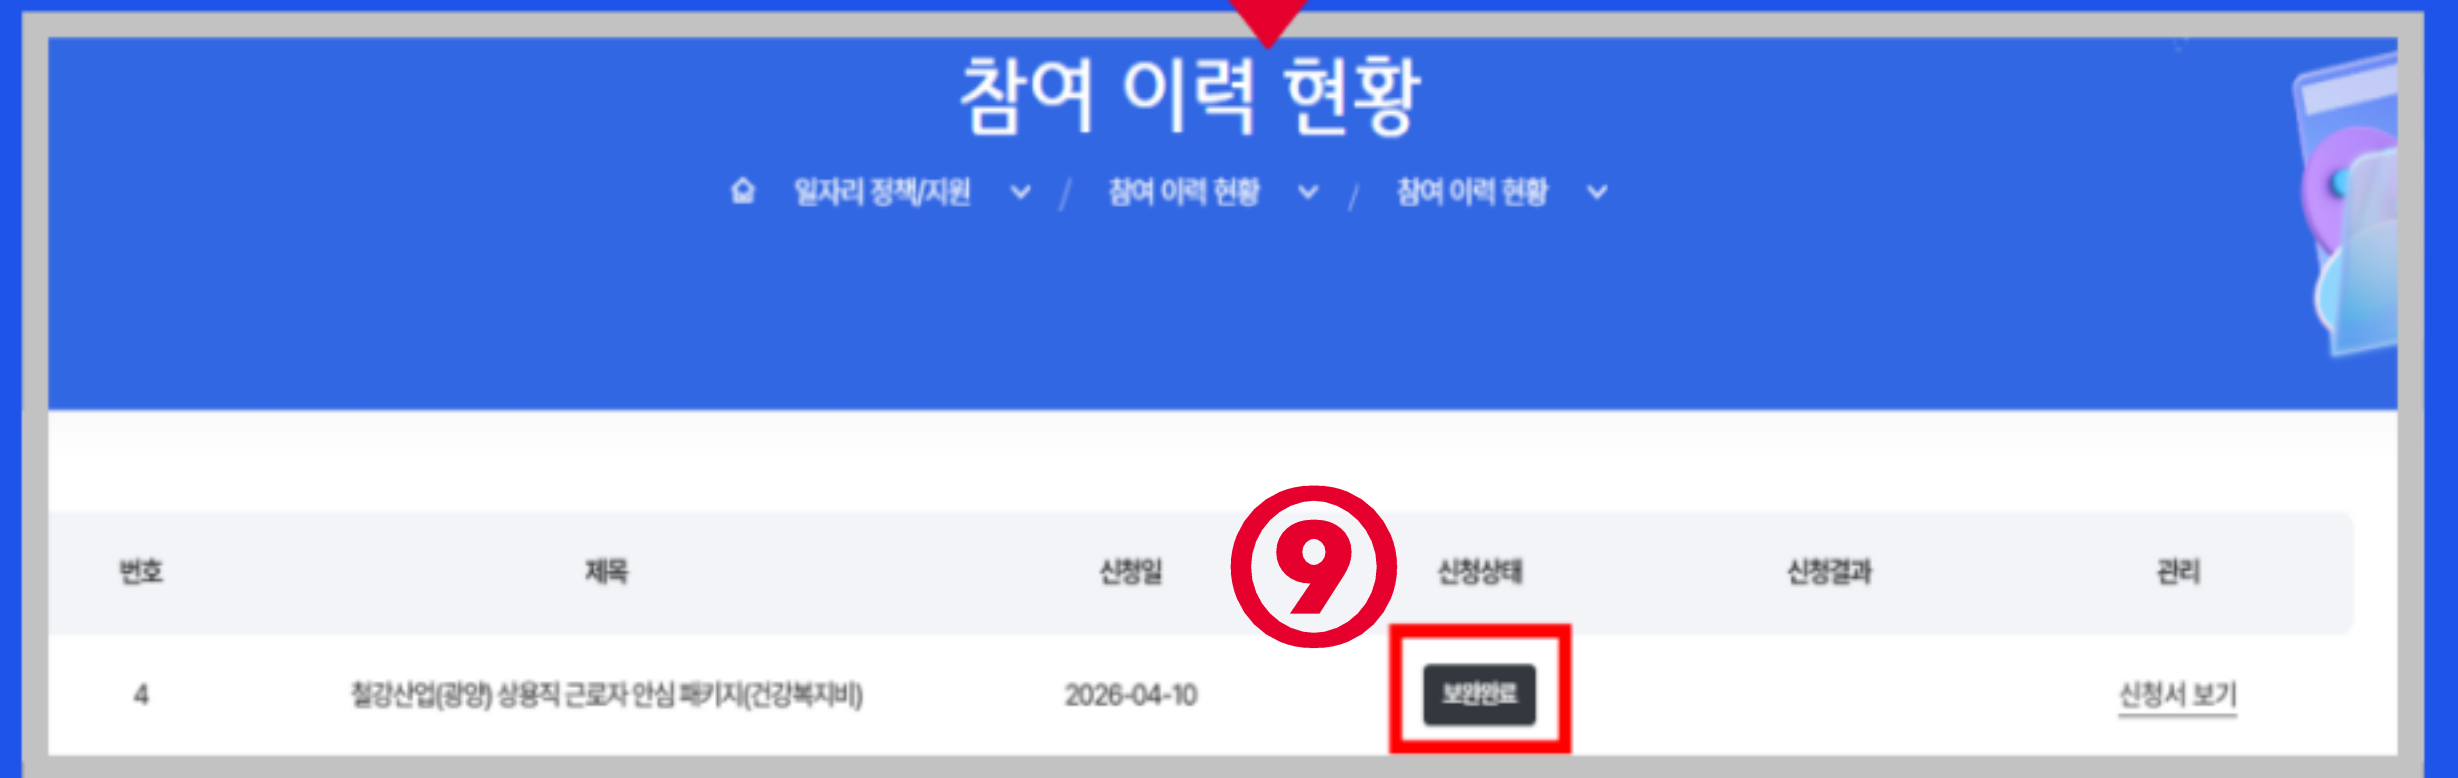 참여 이력 현황
일자리 정책/지원 / 참여 이력 현황 / 참여 이력 현황
9
번호 제목 신청일 신청상태 신청결과 관리
4 철강산업(광양) 상용직 근로자 안심 패키지(건강복지비) 2026-04-10 보완완료 신청서 보기